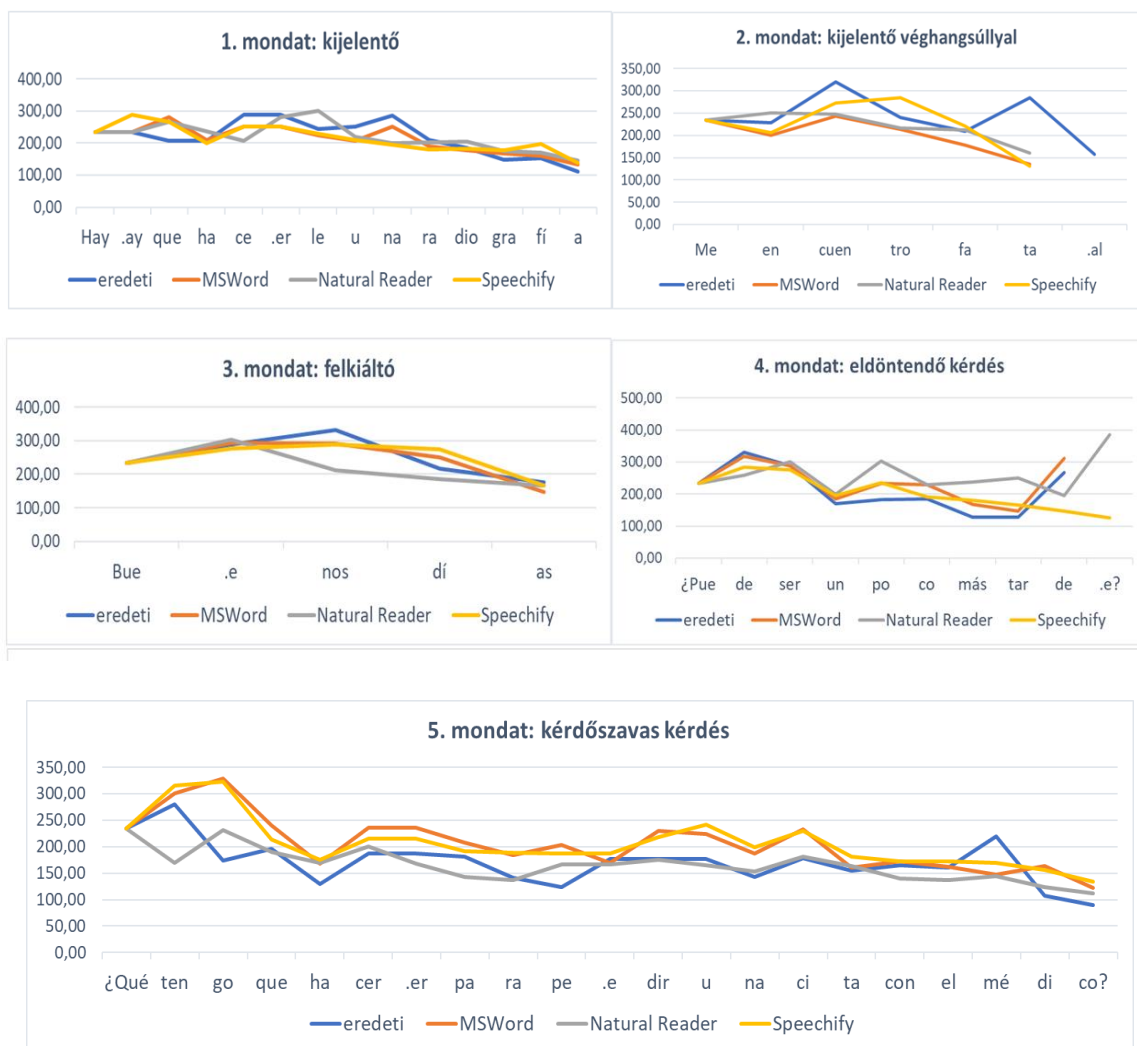 1. mondat: kijelentő
400,00
300,00
200,00
100,00
0,00
Hay .ay que ha ce .er le u na ra dio gra fí a
eredeti MSWord Natural Reader Speechify
2. mondat: kijelentő véghangsúllyal
350,00
300,00
250,00
200,00
150,00
100,00
50,00
0,00
Me en cuen tro fa ta .al
eredeti MSWord Natural Reader Speechify
3. mondat: felkiáltó
400,00
300,00
200,00
100,00
0,00
Bue .e nos dí as
eredeti MSWord Natural Reader Speechify
4. mondat: eldöntendő kérdés
500,00
400,00
300,00
200,00
100,00
0,00
¿Pue de ser un po co más tar de .e?
eredeti MSWord Natural Reader Speechify
5. mondat: kérdőszavas kérdés
350,00
300,00
250,00
200,00
150,00
100,00
50,00
0,00
¿Qué ten go que ha cer .er pa ra pe .e dir u na ci ta con el mé di co?
eredeti MSWord Natural Reader Speechify